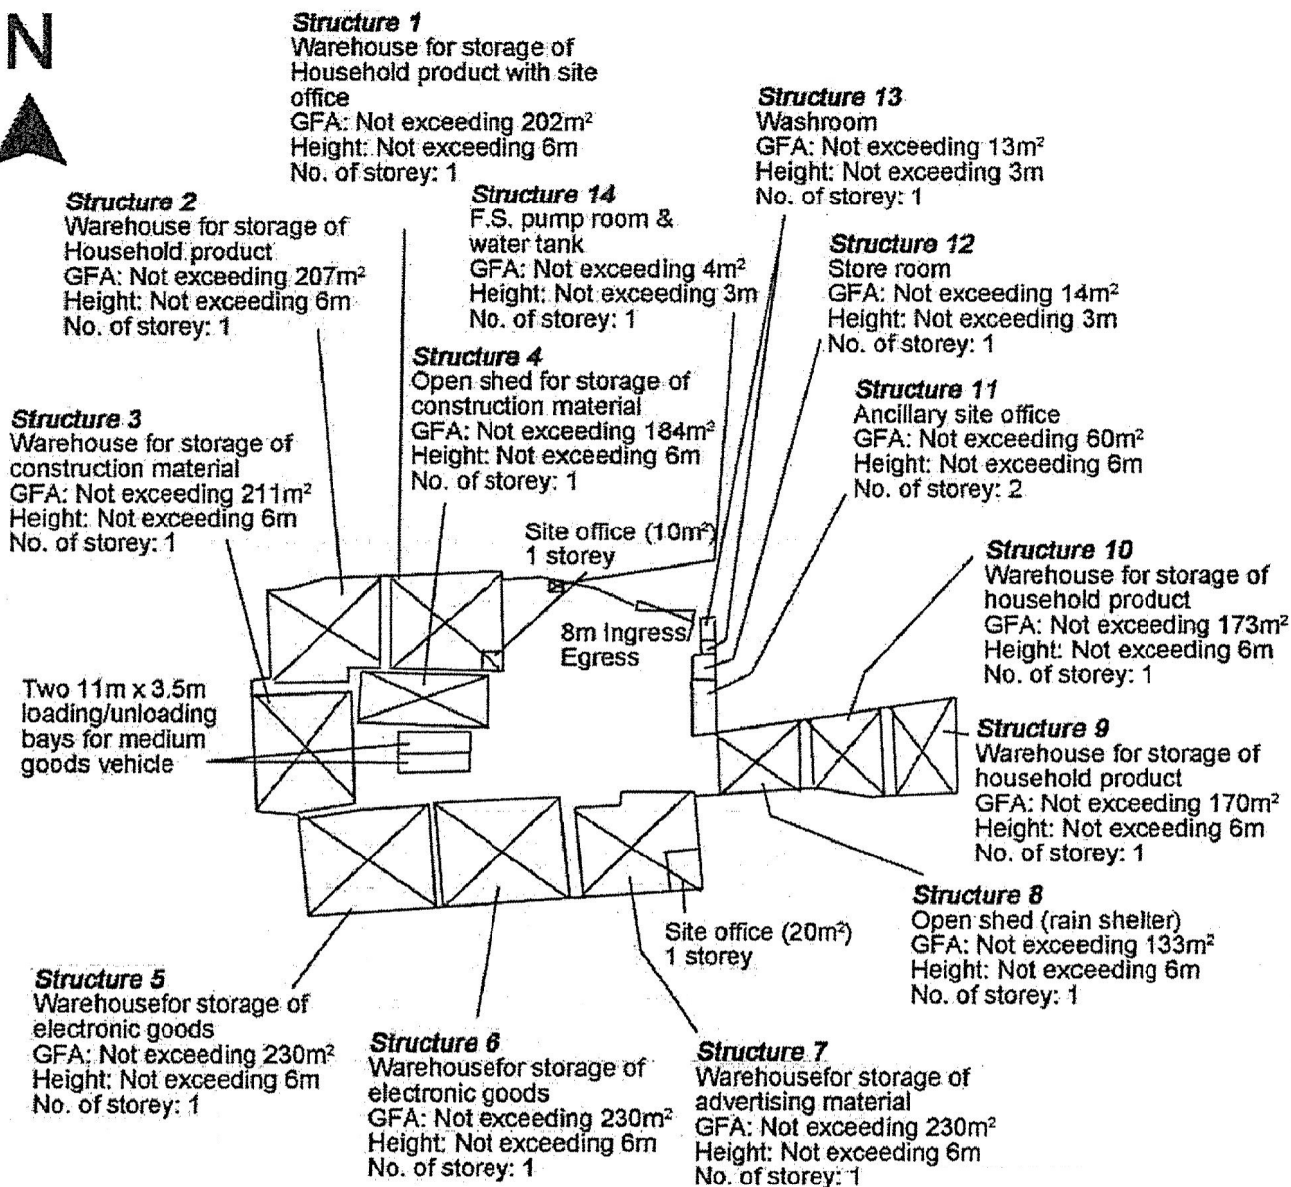 N
Structure 1
Warehouse for storage of
Household product with site
office
GFA: Not exceeding 202m²
Height: Not exceeding 6m
No. of storey: 1
Structure 13
Washroom
GFA: Not exceeding 13m²
Height: Not exceeding 3m
No. of storey: 1
Structure 2
Warehouse for storage of
Household product
GFA: Not exceeding 207m²
Height: Not exceeding 6m
No. of storey: 1
Structure 14
F.S. pump room &
water tank
GFA: Not exceeding 4m²
Height: Not exceeding 3m
No. of storey: 1
Structure 12
Store room
GFA: Not exceeding 14m²
Height: Not exceeding 3m
No. of storey: 1
Structure 4
Open shed for storage of
construction material
GFA: Not exceeding 184m²
Height: Not exceeding 6m
No. of storey: 1
Structure 11
Ancillary site office
GFA: Not exceeding 60m²
Height: Not exceeding 6m
No. of storey: 2
Structure 3
Warehouse for storage of
construction material
GFA: Not exceeding 211m²
Height: Not exceeding 6m
No. of storey: 1
Site office (10m²)
1 storey
Structure 10
Warehouse for storage of
household product
GFA: Not exceeding 173m²
Height: Not exceeding 6m
No. of storey: 1
8m Ingress/
Egress
Two 11m x 3.5m
loading/unloading
bays for medium
goods vehicle
Structure 9
Warehouse for storage of
household product
GFA: Not exceeding 170m²
Height: Not exceeding 6m
No. of storey: 1
Structure 8
Open shed (rain shelter)
GFA: Not exceeding 133m²
Height: Not exceeding 6m
No. of storey: 1
Site office (20m²)
1 storey
Structure 5
Warehousefor storage of
electronic goods
GFA: Not exceeding 230m²
Height: Not exceeding 6m
No. of storey: 1
Structure 6
Warehousefor storage of
electronic goods
GFA: Not exceeding 230m²
Height: Not exceeding 6m
No. of storey: 1
Structure 7
Warehousefor storage of
advertising material
GFA: Not exceeding 230m²
Height: Not exceeding 6m
No. of storey: 1